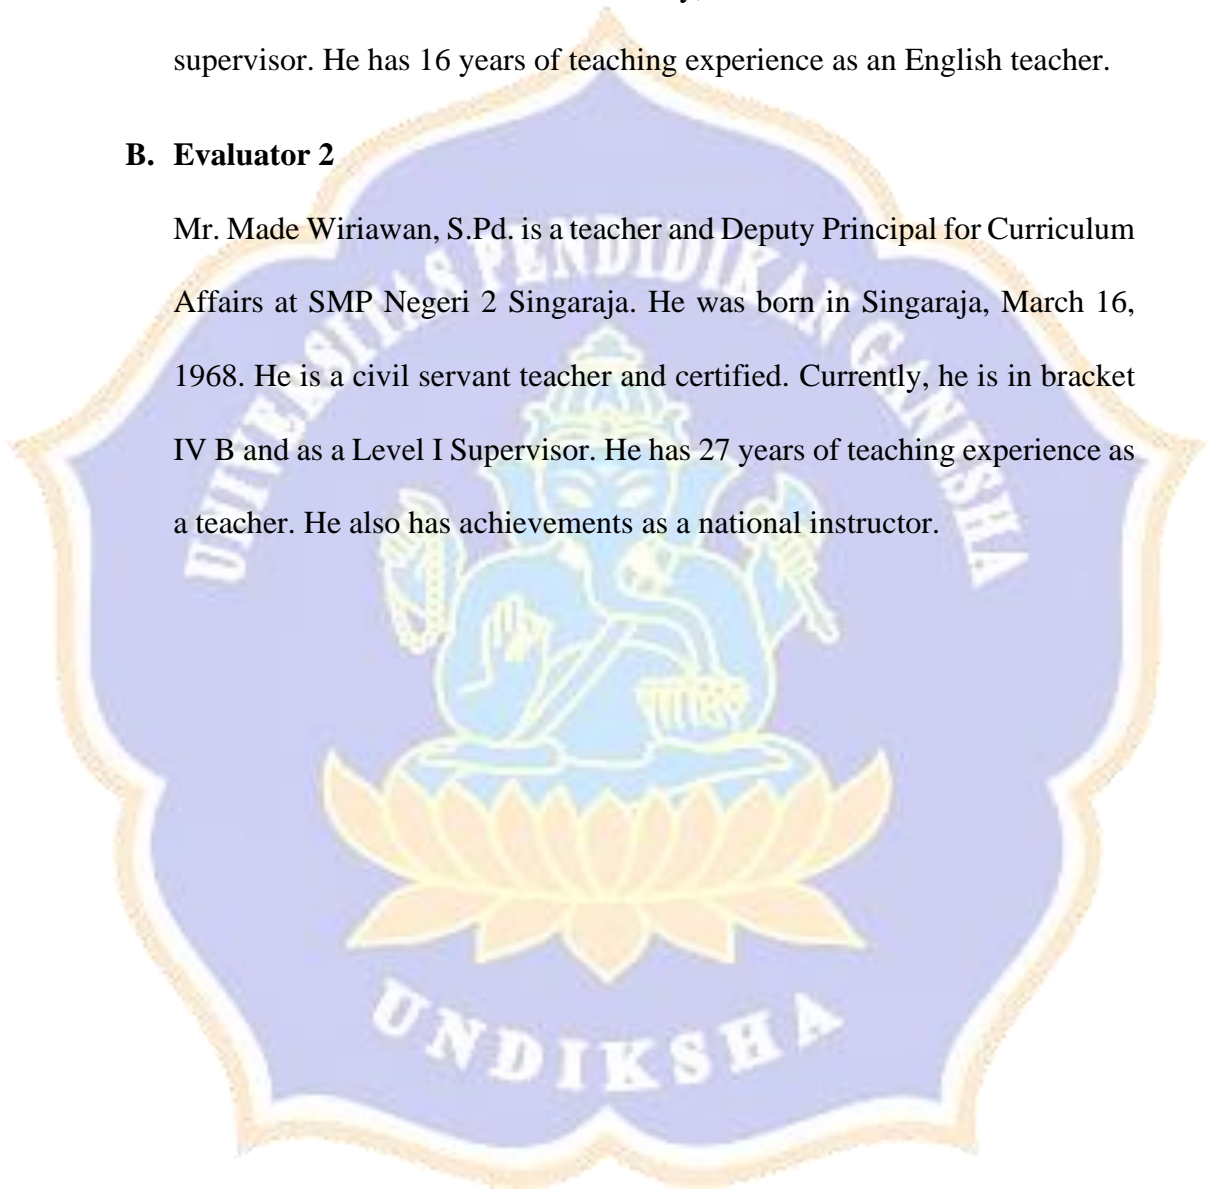 supervisor. He has 16 years of teaching experience as an English teacher.
B. Evaluator 2
Mr. Made Wiriawan, S.Pd. is a teacher and Deputy Principal for Curriculum
Affairs at SMP Negeri 2 Singaraja. He was born in Singaraja, March 16,
1968. He is a civil servant teacher and certified. Currently, he is in bracket
IV B and as a Level I Supervisor. He has 27 years of teaching experience as
a teacher. He also has achievements as a national instructor.
UNIVERSITAS PENDIDIKAN GANESHA
UNDIKSHA